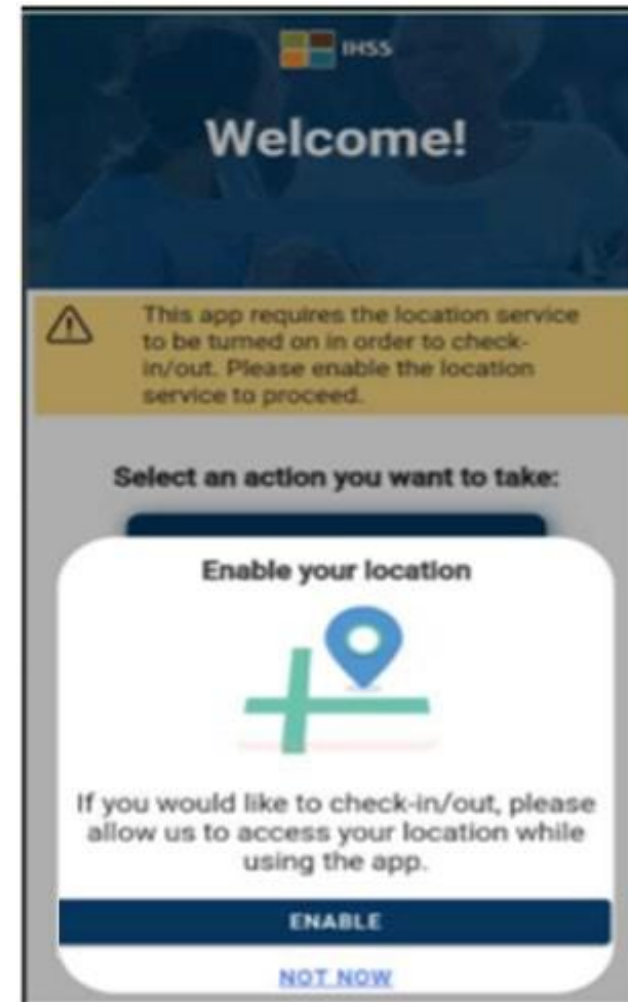 IHSS
Welcome!
This app requires the location service
to be turned on in order to check-
in/out. Please enable the location
service to proceed.
Select an action you want to take:
Enable your location
If you would like to check-in/out, please
allow us to access your location while
using the app.
ENABLE
NOT NOW